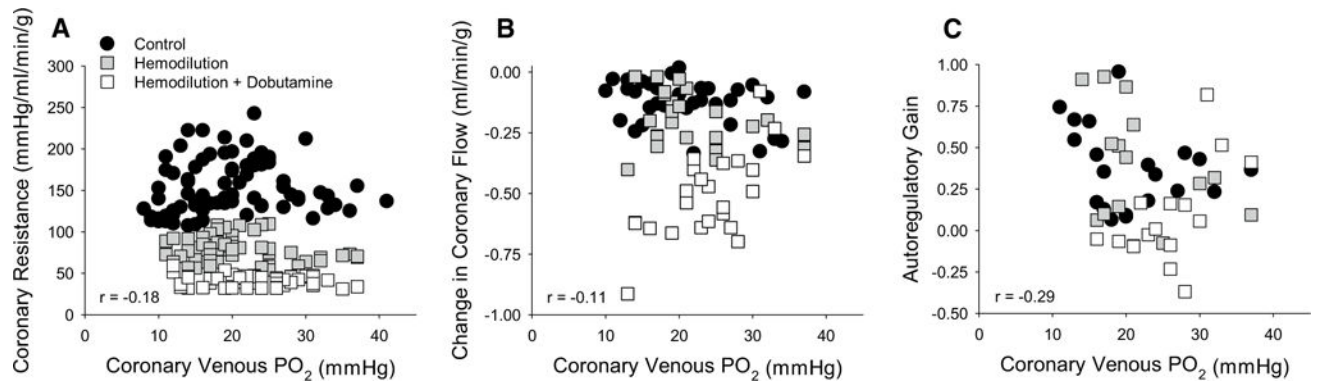 A
Coronary Resistance (mmHg/ml/min/g)
Control
Hemodilution
Hemodilution + Dobutamine
300
250
200
150
100
50
0
r = -0.18
0 10 20 30 40
Coronary Venous PO2 (mmHg)
B
Change in Coronary Flow (ml/min/g)
0.00
-0.25
-0.50
-0.75
-1.00
r = -0.11
0 10 20 30 40
Coronary Venous PO2 (mmHg)
C
Autoregulatory Gain
1.00
0.75
0.50
0.25
0.00
-0.25
-0.50
r = -0.29
0 10 20 30 40
Coronary Venous PO2 (mmHg)